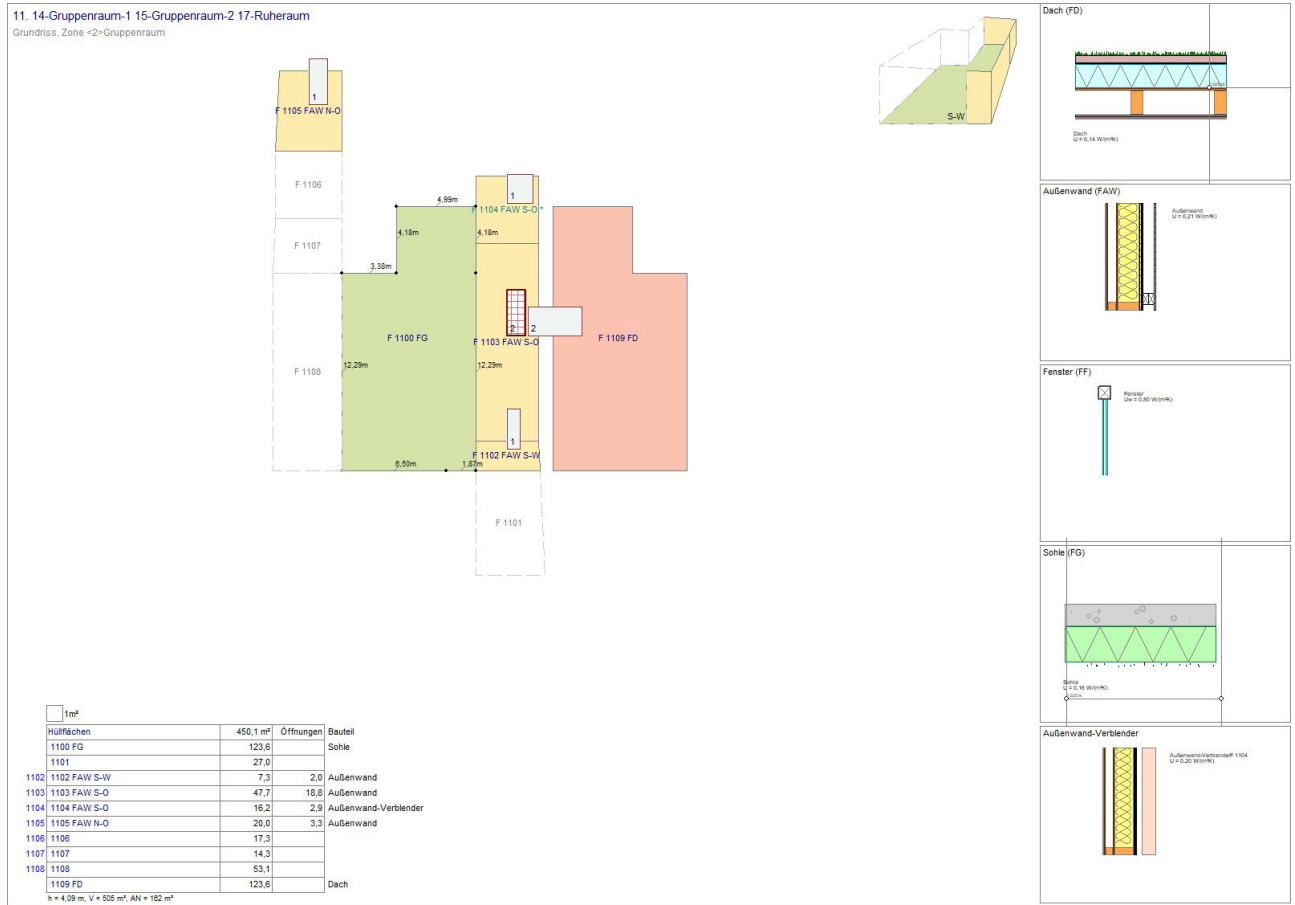 11. 14-Gruppenraum-1 15-Gruppenraum-2 17-Ruheraum
Grundriss, Zone <2>Gruppenraum
1
F 1105 FAW N-O
F 1106
F 1107
F 1108
4,99m
4,18m
3,38m
1
F 1104 FAW S-O *
4,18m
F 1100 FG
2
2
F 1103 FAW S-O
12,29m
12,29m
F 1109 FD
1
F 1102 FAW S-W
6,50m
1,87m
F 1101
S-W
Dach (FD)
Dach
U = 0,14 W/(m²K)
Außenwand (FAW)
Außenwand
U = 0,21 W/(m²K)
Fenster (FF)
Fenster
Uw = 0,80 W/(m²K)
Sohle (FG)
Sohle
U = 0,16 W/(m²K)
Außenwand-Verblender
Außenwand-VerblenderF 1104
U = 0,20 W/(m²K)
1m²
Hüllflächen 450,1 m² Öffnungen Bauteil
1100 FG 123,6 Sohle
1101 27,0
1102 1102 FAW S-W 7,3 2,0 Außenwand
1103 1103 FAW S-O 47,7 18,8 Außenwand
1104 1104 FAW S-O 16,2 2,9 Außenwand-Verblender
1105 1105 FAW N-O 20,0 3,3 Außenwand
1106 1106 17,3
1107 1107 14,3
1108 1108 53,1
1109 FD 123,6 Dach
h = 4,09 m, V = 505 m³, AN = 162 m²